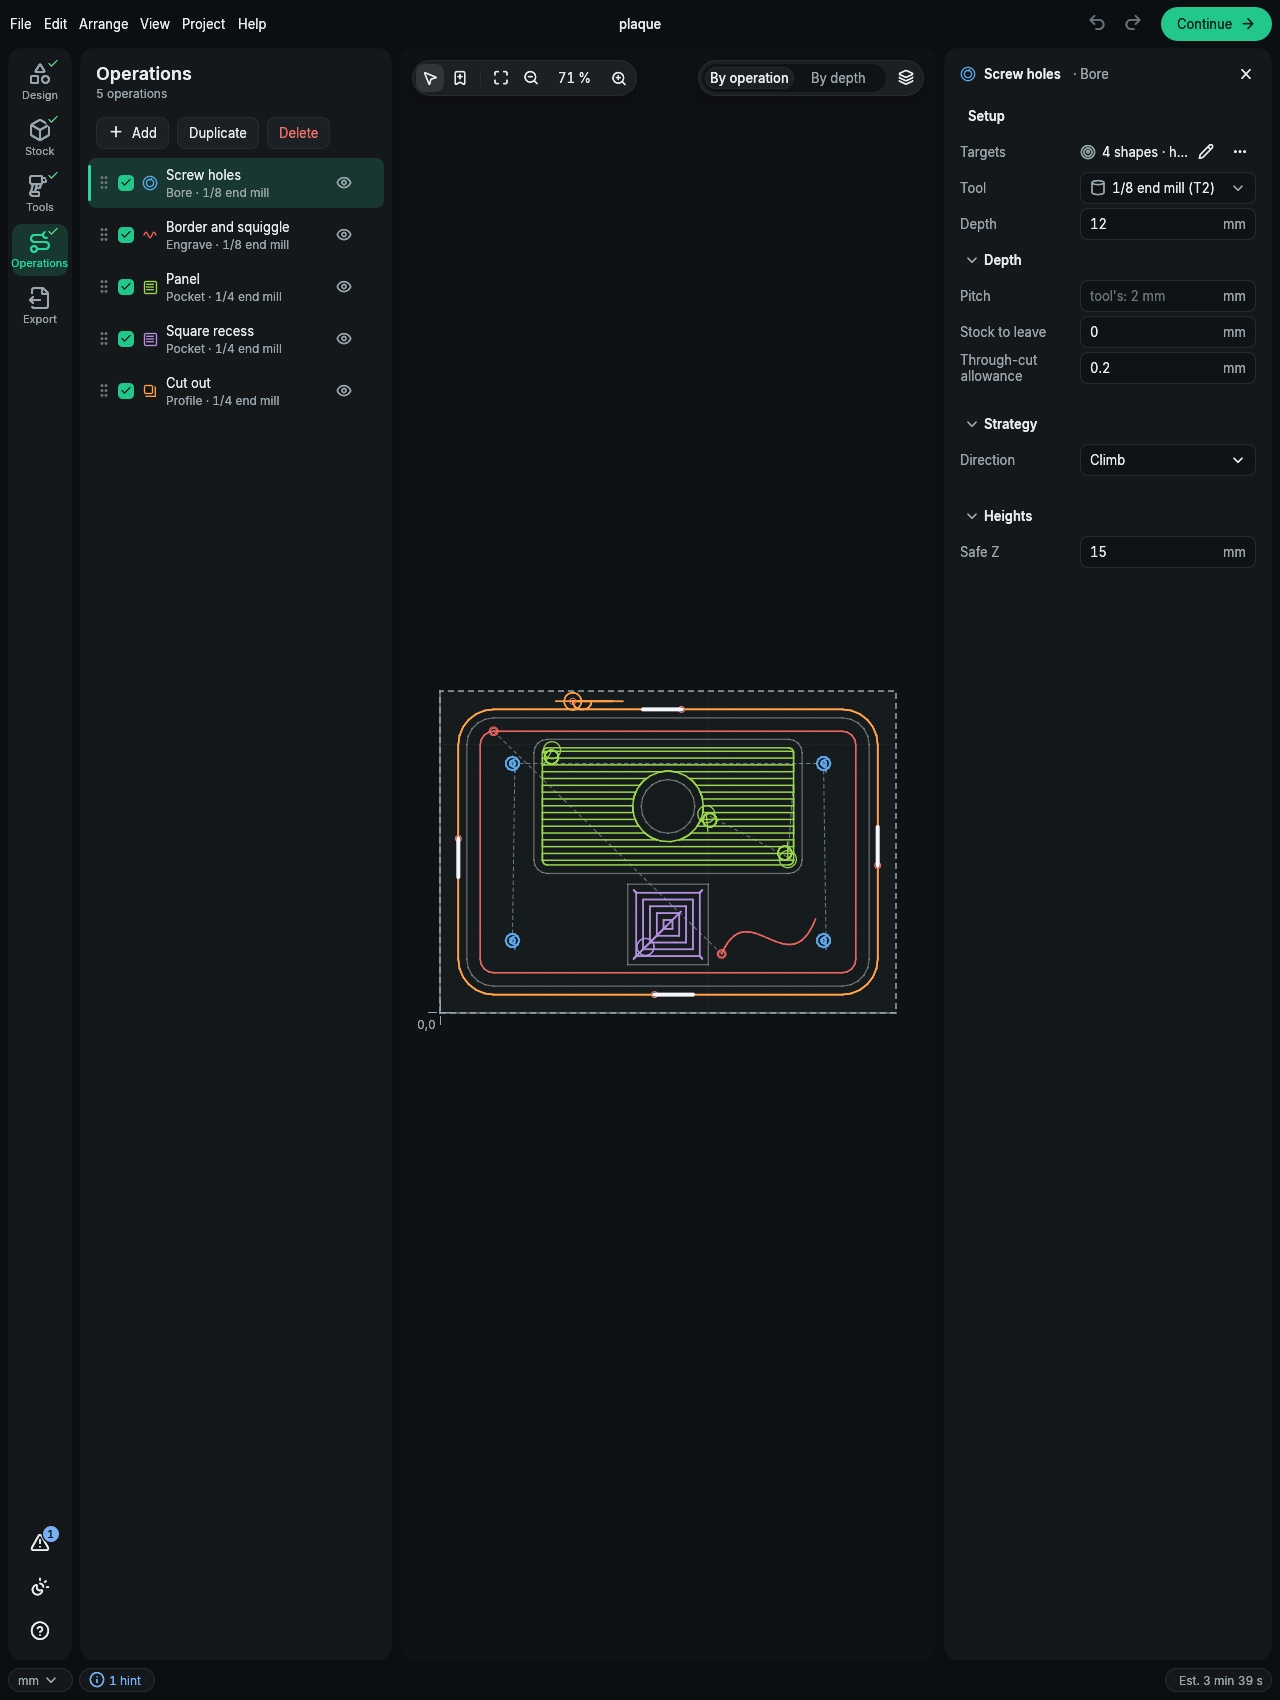 File Edit Arrange View Project Help
plaque
Continue
Design
Stock
Tools
Operations
Export
Operations
5 operations
Add
Duplicate
Delete
Screw holes
Bore · 1/8 end mill
Border and squiggle
Engrave · 1/8 end mill
Panel
Pocket · 1/4 end mill
Square recess
Pocket · 1/4 end mill
Cut out
Profile · 1/4 end mill
71 %
By operation
By depth
0,0
Screw holes · Bore
Setup
Targets 4 shapes · h...
Tool 1/8 end mill (T2)
Depth 12 mm
Depth
Pitch tool's: 2 mm mm
Stock to leave 0 mm
Through-cut
allowance
0.2 mm
Strategy
Direction Climb
Heights
Safe Z 15 mm
1
mm
1 hint
Est. 3 min 39 s